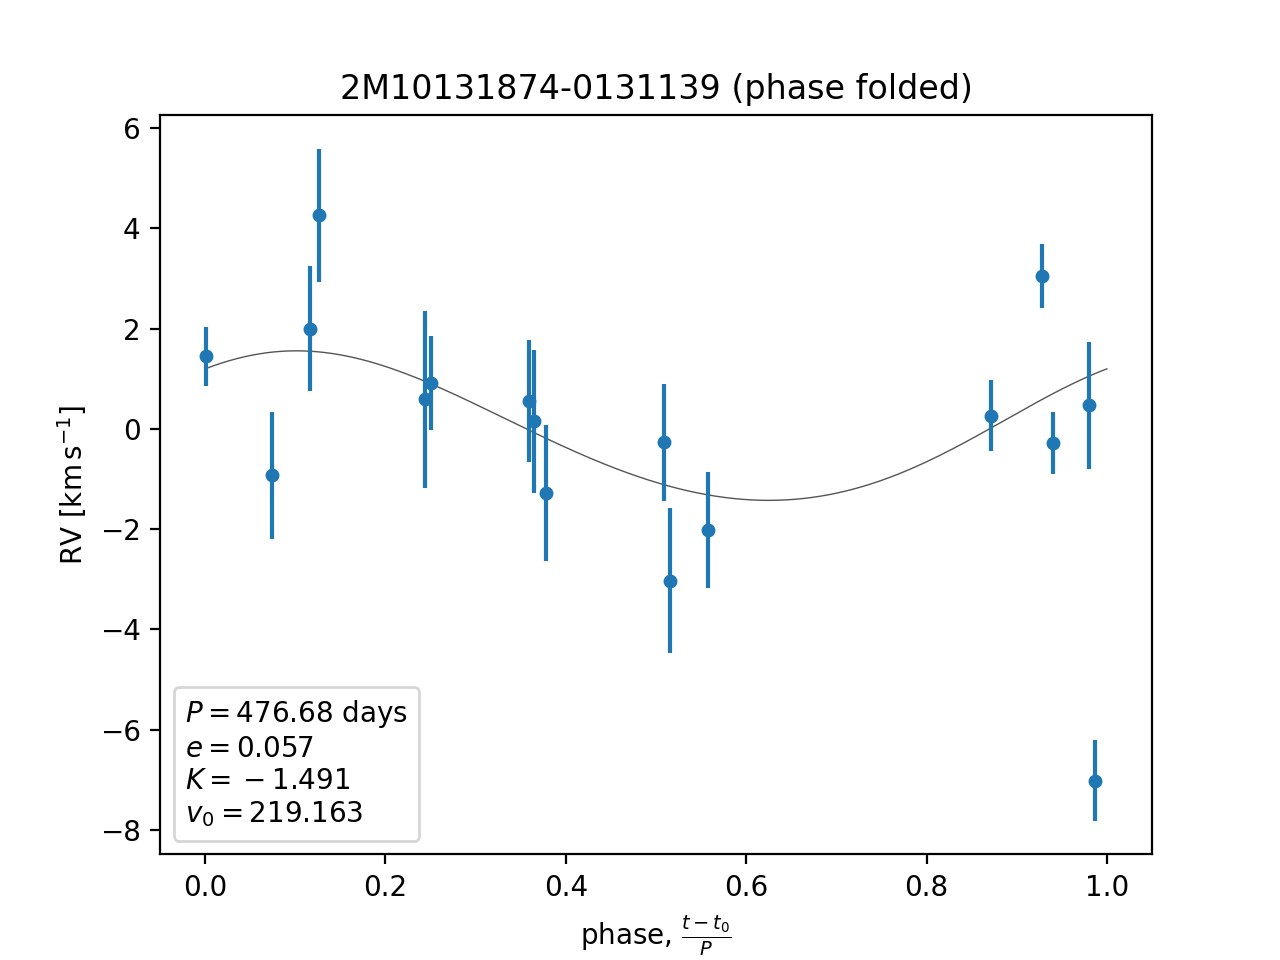 2M10131874-0131139 (phase folded)
6
4
2
0
−2
−4
−6
−8
RV [km s⁻¹]
P = 476.68 days
e = 0.057
K = −1.491
v₀ = 219.163
0.0 0.2 0.4 0.6 0.8 1.0
phase, (t − t₀)/P